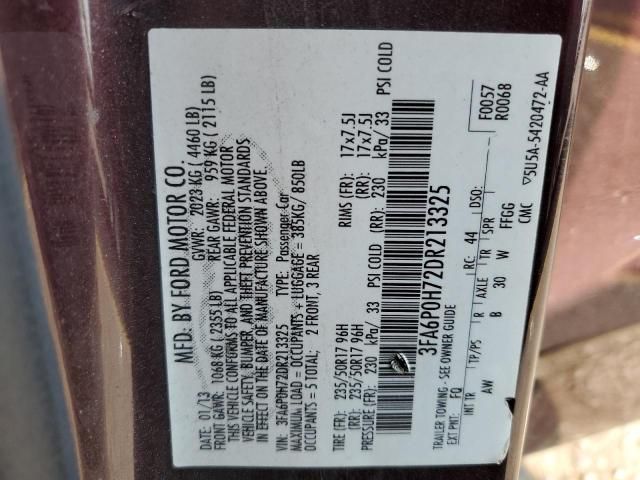 MFD. BY FORD MOTOR CO.
DATE: 01/13 GVWR: 2023 KG ( 4460 LB)
FRONT GAWR: 1068 KG ( 2355LB) REAR GAWR: 959 KG ( 2115 LB)
THIS VEHICLE CONFORMS TO ALL APPLICABLE FEDERAL MOTOR
VEHICLE SAFETY, BUMPER, AND THEFT PREVENTION STANDARDS
IN EFFECT ON THE DATE OF MANUFACTURE SHOWN ABOVE.
VIN: 3FA6P0H72DR213325 TYPE: Passenger Car
MAXIMUM LOAD = OCCUPANTS + LUGGAGE = 385KG/ 850LB
OCCUPANTS = 5 TOTAL; 2 FRONT, 3 REAR
TIRE (FR): 235/50R17 96H RIMS (FR): 17x7.5J
(RR): 235/50R17 96H (RR): 17x7.5J
PRESSURE (FR): 230 kPa/ 33 PSI COLD (RR): 230 kPa/ 33 PSI COLD
3FA6P0H72DR213325
TRAILER TOWING - SEE OWNER GUIDE
F0057
R0068
EXT PNT: FQ RC: 44 DSO:
INT TR TP/PS R AXLE TR SPR
AW B 30 W FFGG
CMC ▽5U5A-5420472-AA